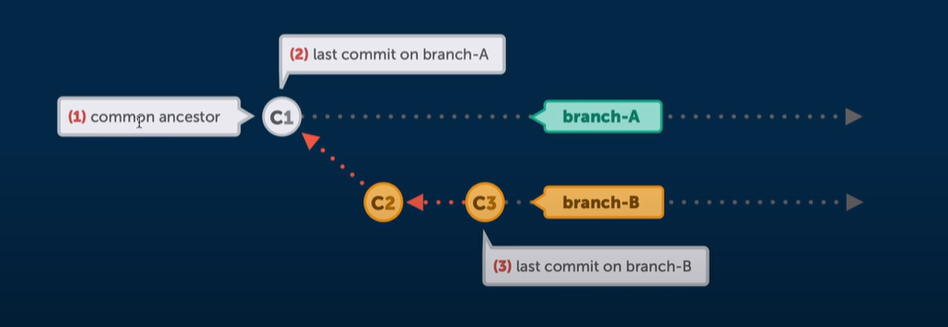 (2) last commit on branch-A
(1) common ancestor
C1
branch-A
C2
C3
branch-B
(3) last commit on branch-B